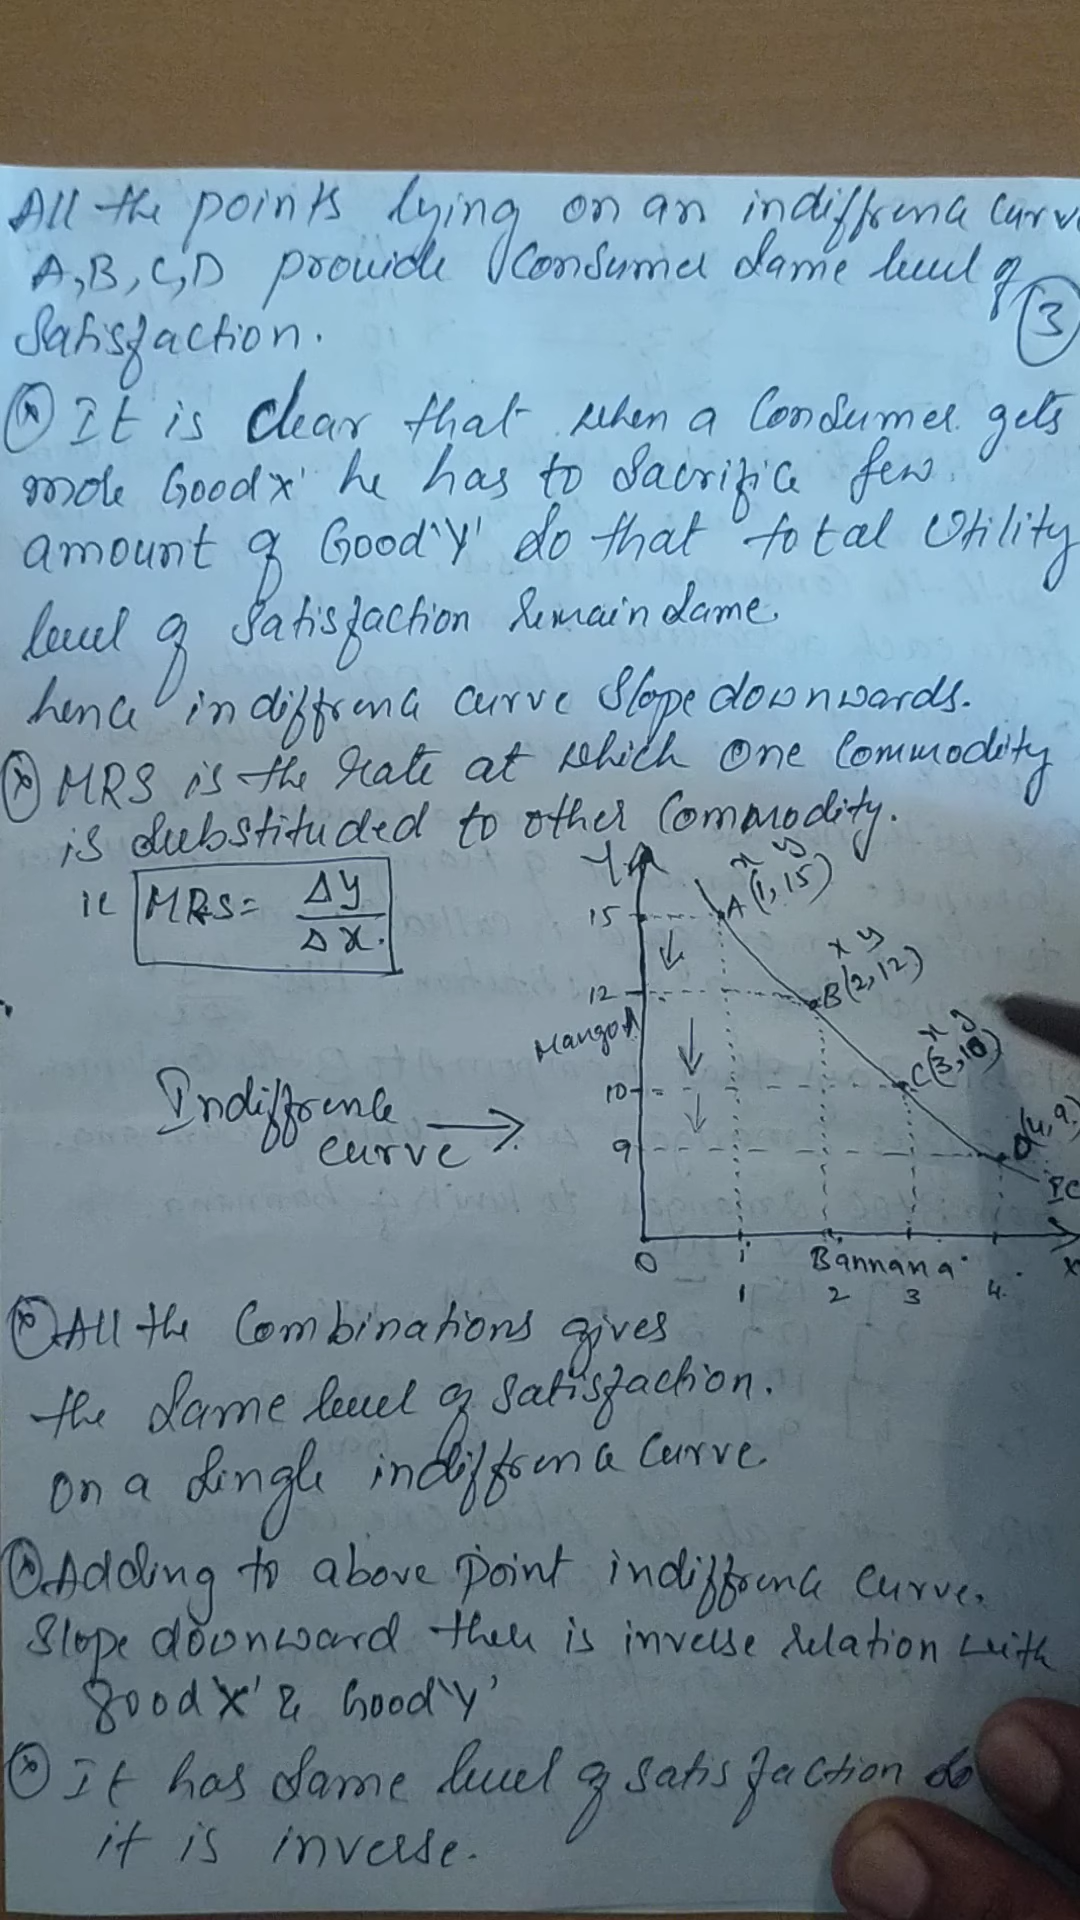 All the points lying on an indiffrence curve
A, B, C, D provide Consumer same level of
Satisfaction.
3
It is clear that when a Consumer gets
more Good 'X' he has to Sacrifice few
amount of Good 'Y' so that total Utility
level of Satisfaction remain same.
hence indiffrence curve slope downwards.
MRS is the rate at which one Commodity
is substituded to other Commodity.
ie MRS = Δy / Δx.
Y
15
12
10
9
Mango
x y
A (1, 15)
x y
B (2, 12)
x y
C (3, 10)
D (4, 9)
IC
Indiffrence
curve →
0
Bannana
X
1 2 3 4
All the Combinations gives
the same level of satisfaction.
on a single indiffrence curve.
Adding to above point indiffrence curve.
Slope downward there is inverse relation with
good 'X' & Good 'Y'
It has same level of satisfaction so
it is inverse.